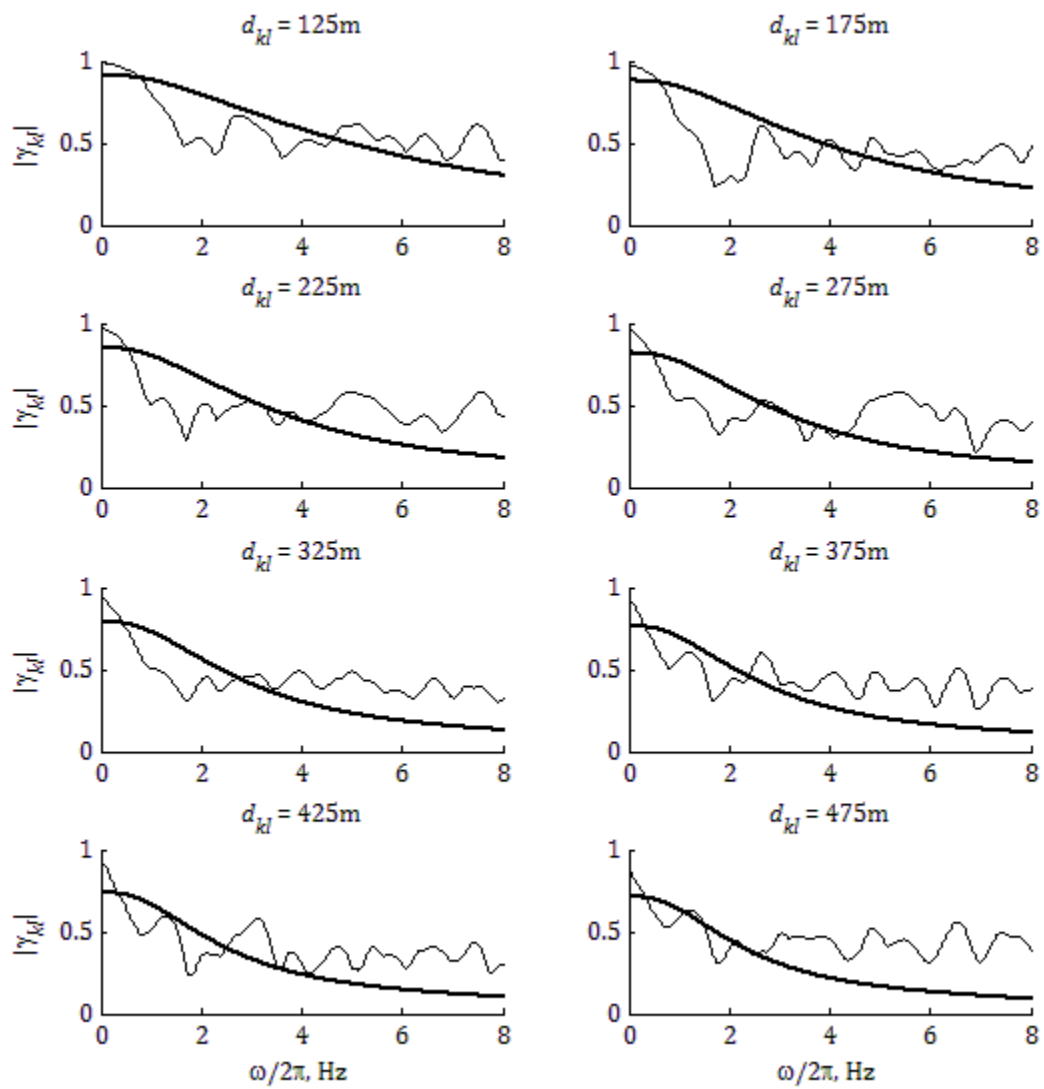 d_kl = 125m
d_kl = 175m
|γ_kl|
1
0.5
0
0 2 4 6 8
1
0.5
0
0 2 4 6 8
d_kl = 225m
d_kl = 275m
|γ_kl|
1
0.5
0
0 2 4 6 8
1
0.5
0
0 2 4 6 8
d_kl = 325m
d_kl = 375m
|γ_kl|
1
0.5
0
0 2 4 6 8
1
0.5
0
0 2 4 6 8
d_kl = 425m
d_kl = 475m
|γ_kl|
1
0.5
0
0 2 4 6 8
1
0.5
0
0 2 4 6 8
ω/2π, Hz
ω/2π, Hz